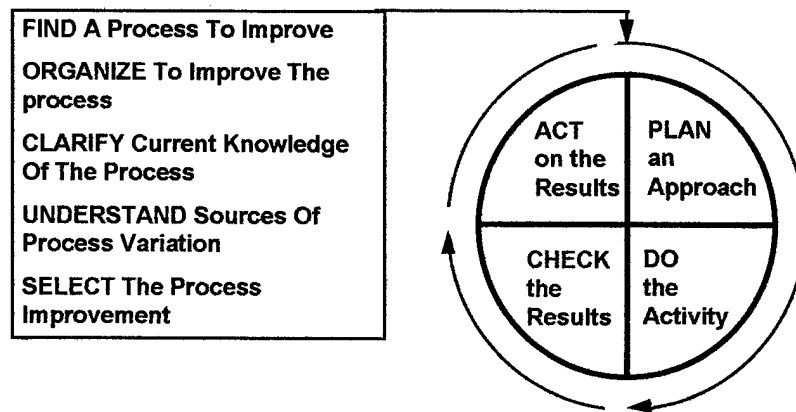 FIND A Process To Improve
ORGANIZE To Improve The
process
CLARIFY Current Knowledge
Of The Process
UNDERSTAND Sources Of
Process Variation
SELECT The Process
Improvement
ACT
on the
Results
PLAN
an
Approach
CHECK
the
Results
DO
the
Activity